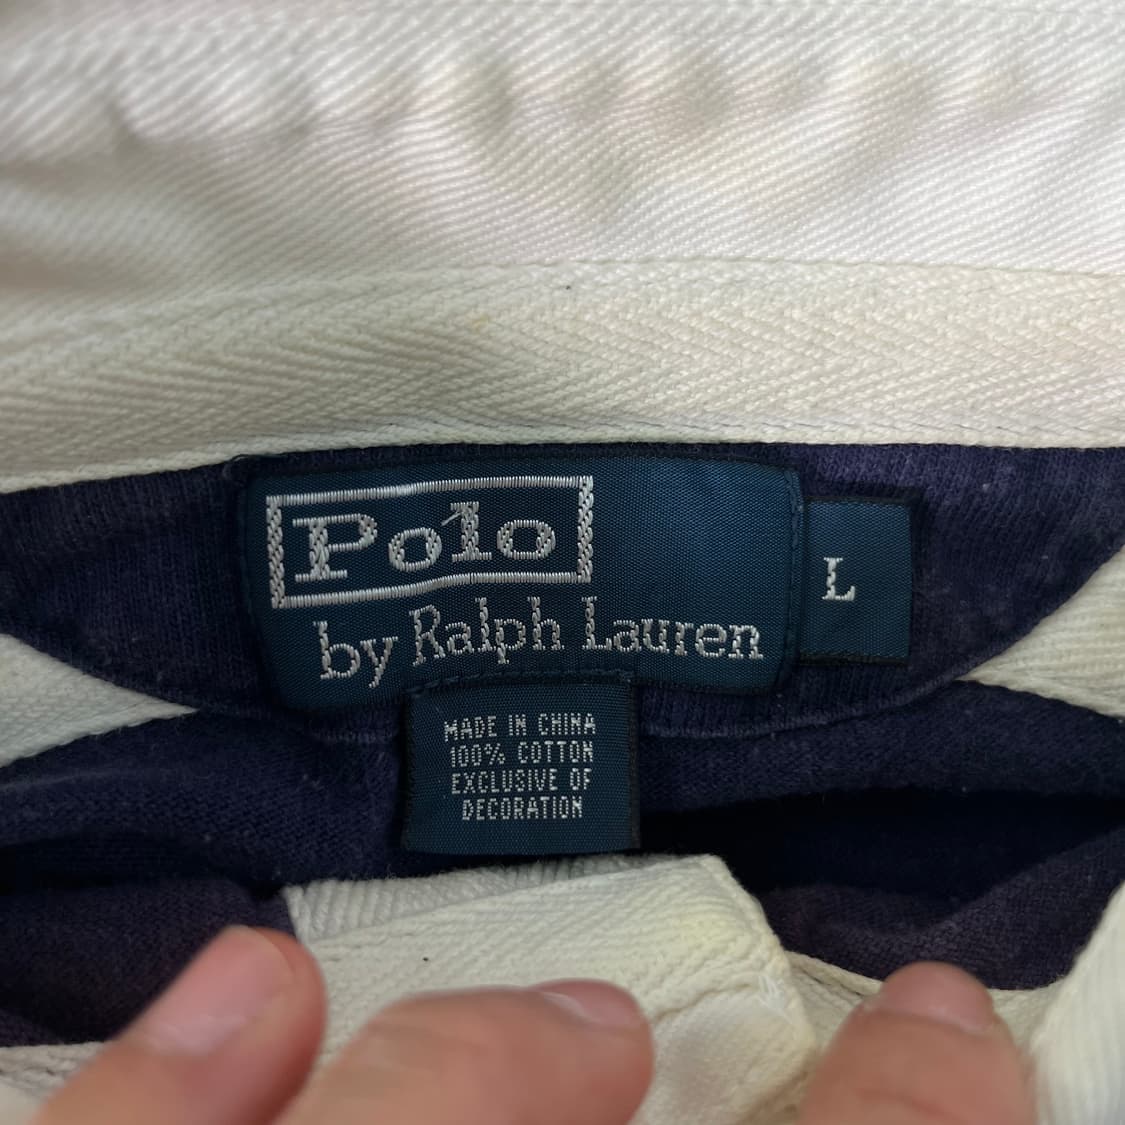 Polo
by Ralph Lauren
L
MADE IN CHINA
100% COTTON
EXCLUSIVE OF
DECORATION